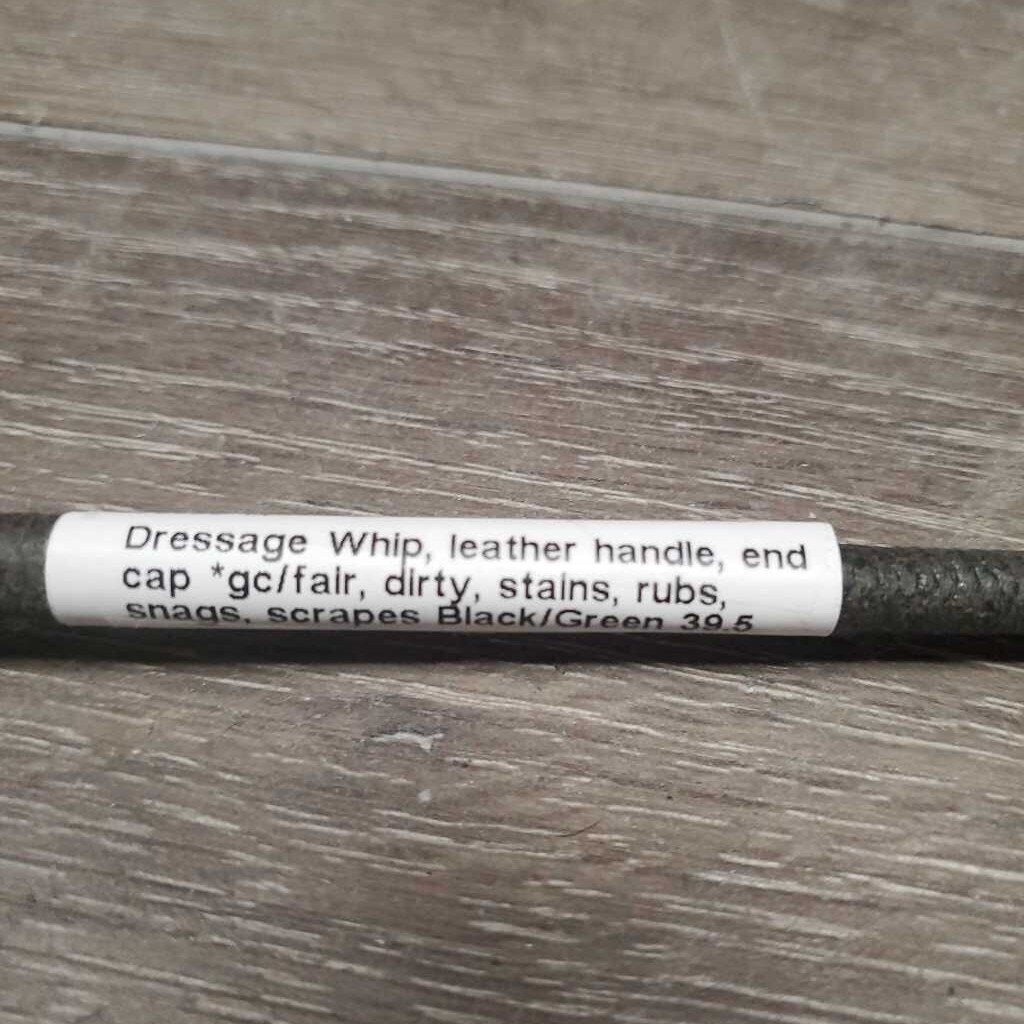 Dressage Whip, leather handle, end
cap *gc/fair, dirty, stains, rubs,
snags, scrapes Black/Green 39.5